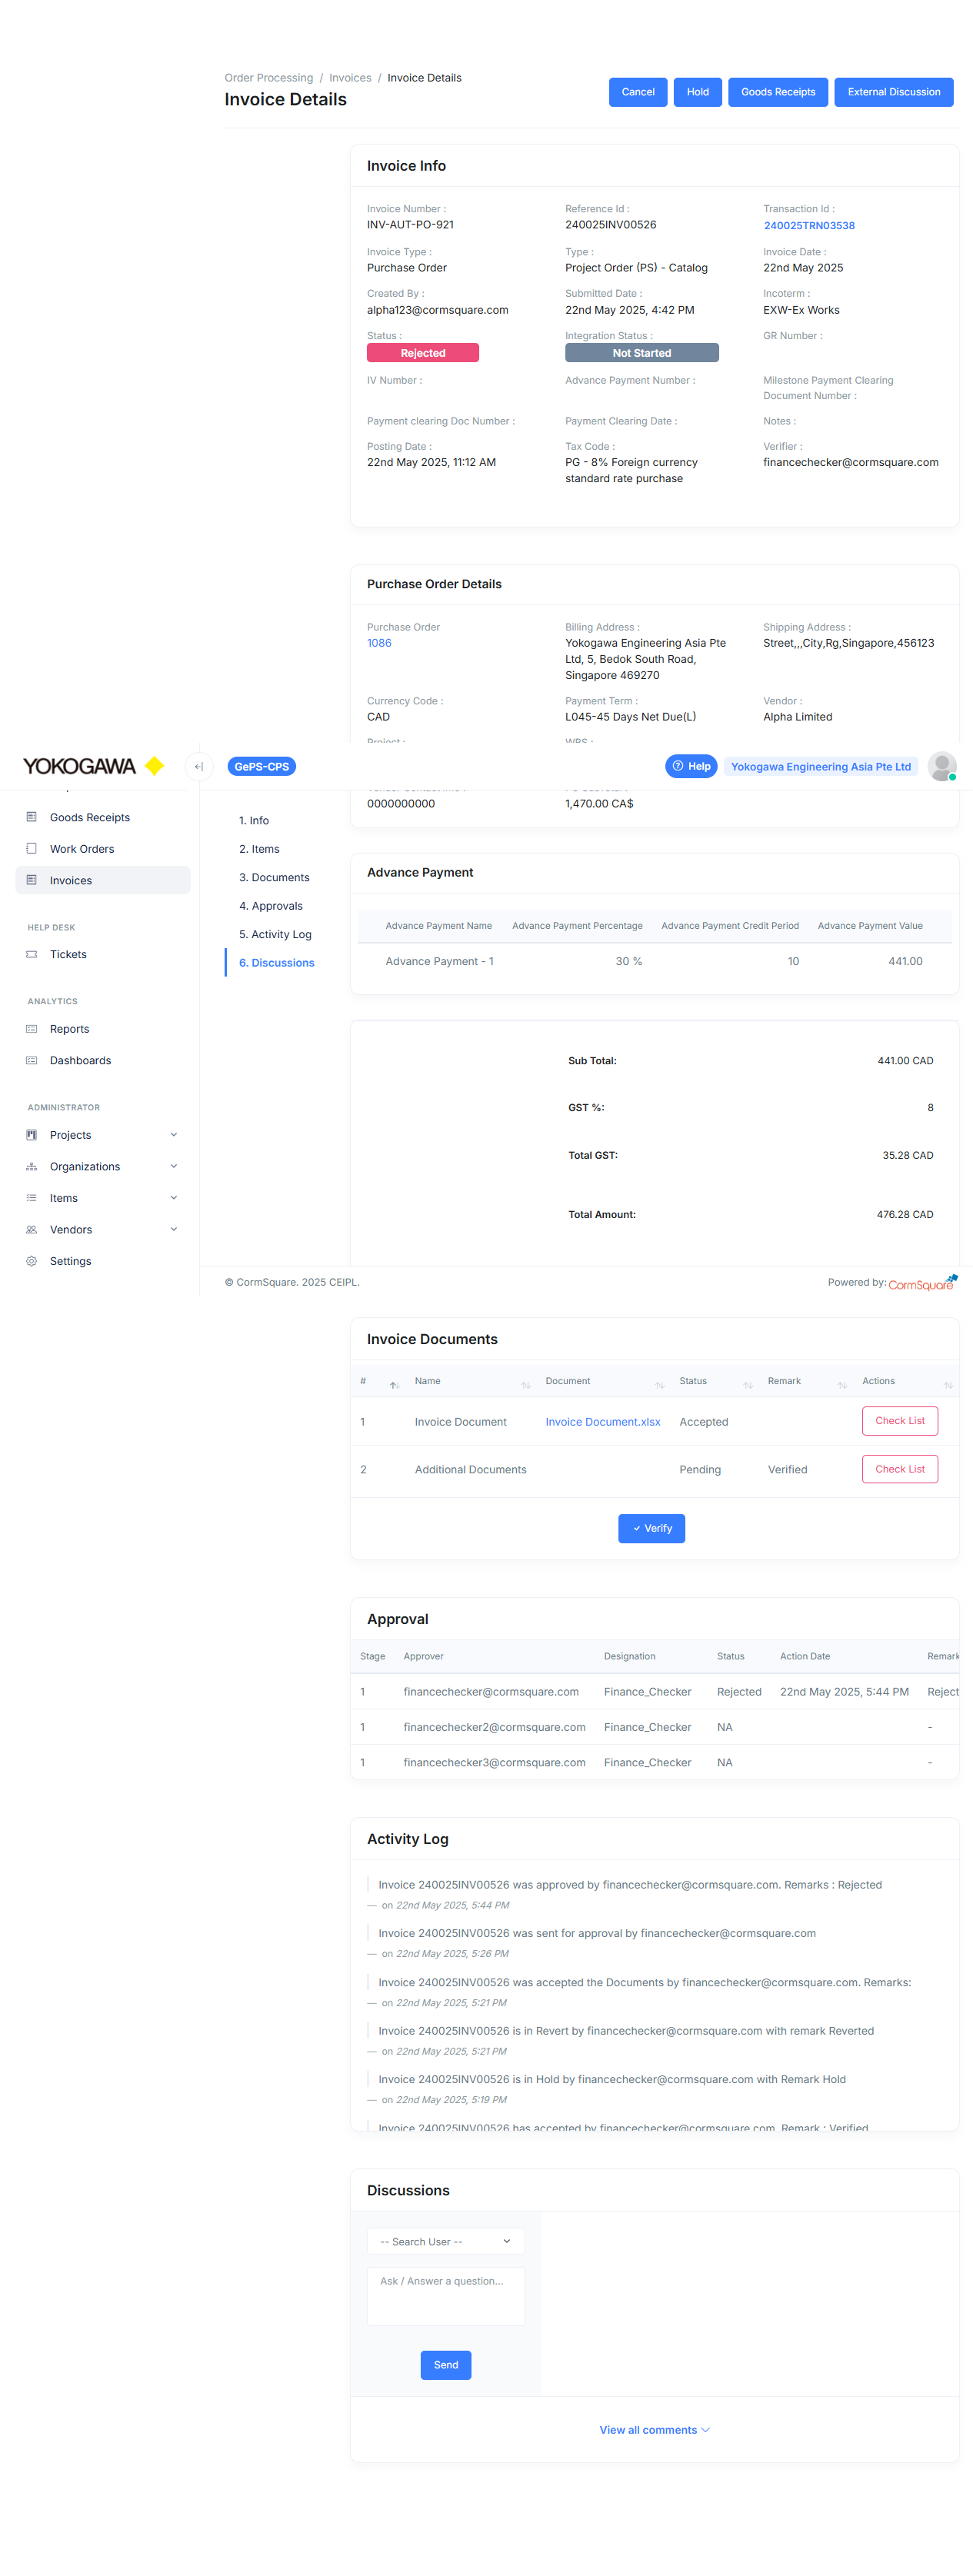 Order Processing / Invoices / Invoice Details
Invoice Details
Cancel
Hold
Goods Receipts
External Discussion
Invoice Info
Invoice Number :
INV-AUT-PO-921
Reference Id :
240025INV00526
Transaction Id :
240025TRN03538
Invoice Type :
Purchase Order
Type :
Project Order (PS) - Catalog
Invoice Date :
22nd May 2025
Created By :
alpha123@cormsquare.com
Submitted Date :
22nd May 2025, 4:42 PM
Incoterm :
EXW-Ex Works
Status :
Rejected
Integration Status :
Not Started
GR Number :
IV Number :
Advance Payment Number :
Milestone Payment Clearing
Document Number :
Payment clearing Doc Number :
Payment Clearing Date :
Notes :
Posting Date :
22nd May 2025, 11:12 AM
Tax Code :
PG - 8% Foreign currency
standard rate purchase
Verifier :
financechecker@cormsquare.com
Purchase Order Details
Purchase Order
1086
Billing Address :
Yokogawa Engineering Asia Pte
Ltd, 5, Bedok South Road,
Singapore 469270
Shipping Address :
Street,,,City,Rg,Singapore,456123
Currency Code :
CAD
Payment Term :
L045-45 Days Net Due(L)
Vendor :
Alpha Limited
Project :
WBS :
YOKOGAWA
GePS-CPS
Help
Yokogawa Engineering Asia Pte Ltd
0000000000
1,470.00 CA$
Goods Receipts
Work Orders
Invoices
HELP DESK
Tickets
ANALYTICS
Reports
Dashboards
ADMINISTRATOR
Projects
Organizations
Items
Vendors
Settings
1. Info
2. Items
3. Documents
4. Approvals
5. Activity Log
6. Discussions
Advance Payment
Advance Payment Name Advance Payment Percentage Advance Payment Credit Period Advance Payment Value
Advance Payment - 1 30 % 10 441.00
Sub Total: 441.00 CAD
GST %: 8
Total GST: 35.28 CAD
Total Amount: 476.28 CAD
© CormSquare. 2025 CEIPL.
Powered by: CormSquare
Invoice Documents
# Name Document Status Remark Actions
1 Invoice Document Invoice Document.xlsx Accepted Check List
2 Additional Documents Pending Verified Check List
Verify
Approval
Stage Approver Designation Status Action Date Remark
1 financechecker@cormsquare.com Finance_Checker Rejected 22nd May 2025, 5:44 PM Reject
1 financechecker2@cormsquare.com Finance_Checker NA -
1 financechecker3@cormsquare.com Finance_Checker NA -
Activity Log
Invoice 240025INV00526 was approved by financechecker@cormsquare.com. Remarks : Rejected
— on 22nd May 2025, 5:44 PM
Invoice 240025INV00526 was sent for approval by financechecker@cormsquare.com
— on 22nd May 2025, 5:26 PM
Invoice 240025INV00526 was accepted the Documents by financechecker@cormsquare.com. Remarks:
— on 22nd May 2025, 5:21 PM
Invoice 240025INV00526 is in Revert by financechecker@cormsquare.com with remark Reverted
— on 22nd May 2025, 5:21 PM
Invoice 240025INV00526 is in Hold by financechecker@cormsquare.com with Remark Hold
— on 22nd May 2025, 5:19 PM
Invoice 240025INV00526 has accepted by financechecker@cormsquare.com. Remark : Verified
Discussions
-- Search User --
Ask / Answer a question...
Send
View all comments